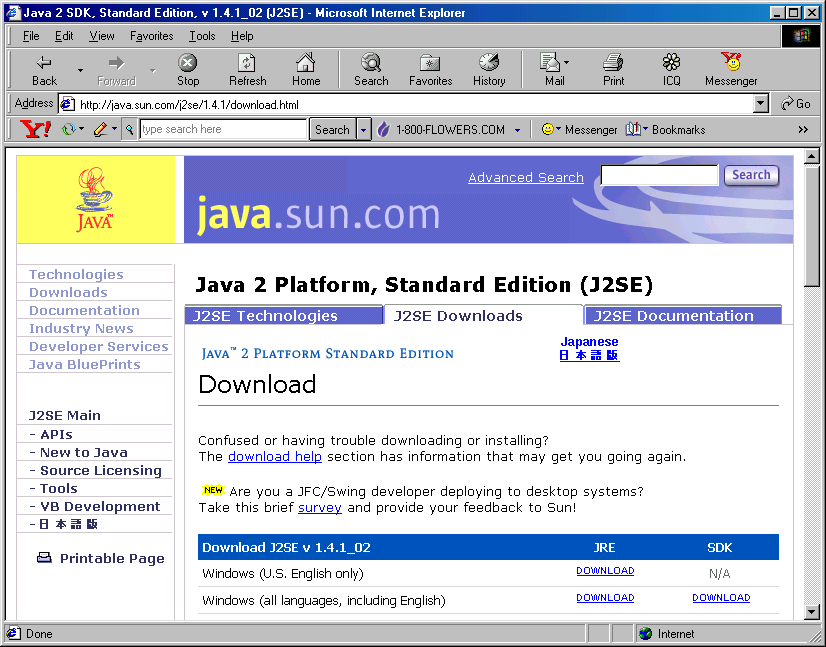 Java 2 SDK, Standard Edition, v 1.4.1_02 (J2SE) - Microsoft Internet Explorer
File Edit View Favorites Tools Help
Back Forward Stop Refresh Home Search Favorites History Mail Print ICQ Messenger
Address http://java.sun.com/j2se/1.4.1/download.html Go
Y! type search here Search 1-800-FLOWERS.COM Messenger Bookmarks »
JAVA™
Advanced Search Search
java.sun.com
Technologies
Downloads
Documentation
Industry News
Developer Services
Java BluePrints
J2SE Main
- APIs
- New to Java
- Source Licensing
- Tools
- VB Development
- 日本語版
Printable Page
Java 2 Platform, Standard Edition (J2SE)
J2SE Technologies J2SE Downloads J2SE Documentation
JAVA™ 2 PLATFORM STANDARD EDITION
Japanese
日本語版
Download
Confused or having trouble downloading or installing?
The download help section has information that may get you going again.
NEW Are you a JFC/Swing developer deploying to desktop systems?
Take this brief survey and provide your feedback to Sun!
Download J2SE v 1.4.1_02 JRE SDK
Windows (U.S. English only) DOWNLOAD N/A
Windows (all languages, including English) DOWNLOAD DOWNLOAD
Done Internet